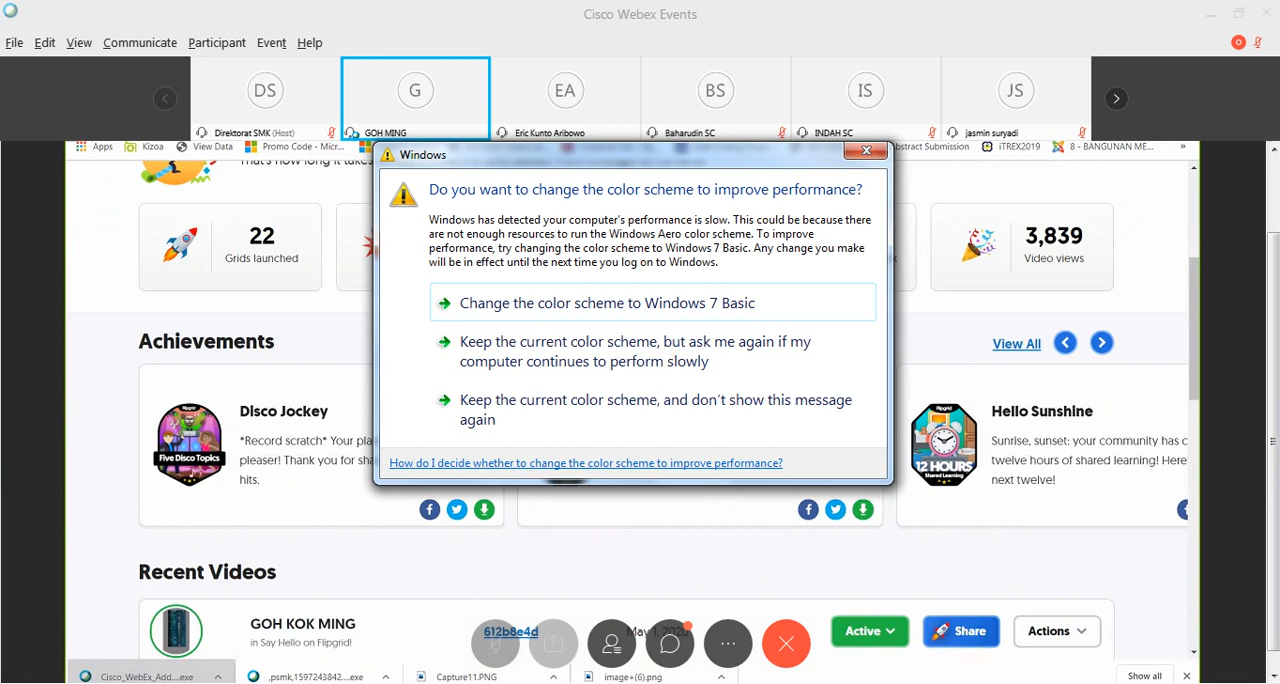 Cisco Webex Events
File Edit View Communicate Participant Event Help
DS G EA BS IS JS
Direktorat SMK (Host) GOH MING Eric Kunto Aribowo Baharudin SC INDAH SC jasmin suryadi
Apps Kizoa View Data Promo Code - Micr... bstract Submission iTREX2019 8 - BANGUNAN ME... »
That's how long it takes
22
Grids launched
3,839
Video views
Windows
Do you want to change the color scheme to improve performance?
Windows has detected your computer's performance is slow. This could be because there
are not enough resources to run the Windows Aero color scheme. To improve
performance, try changing the color scheme to Windows 7 Basic. Any change you make
will be in effect until the next time you log on to Windows.
Change the color scheme to Windows 7 Basic
Keep the current color scheme, but ask me again if my
computer continues to perform slowly
Keep the current color scheme, and don't show this message
again
How do I decide whether to change the color scheme to improve performance?
Achievements
View All
Five Disco Topics
Disco Jockey
*Record scratch* Your pla
pleaser! Thank you for sha
hits.
12 HOURS
Hello Sunshine
Sunrise, sunset: your community has c
twelve hours of shared learning! Here
next twelve!
Recent Videos
GOH KOK MING
in Say Hello on Flipgrid!
612b8e4d
May 1, 2020
Active
Share
Actions
Cisco_WebEx_Add....exe ,psmk,1597243842....exe Capture11.PNG image+(6).png Show all